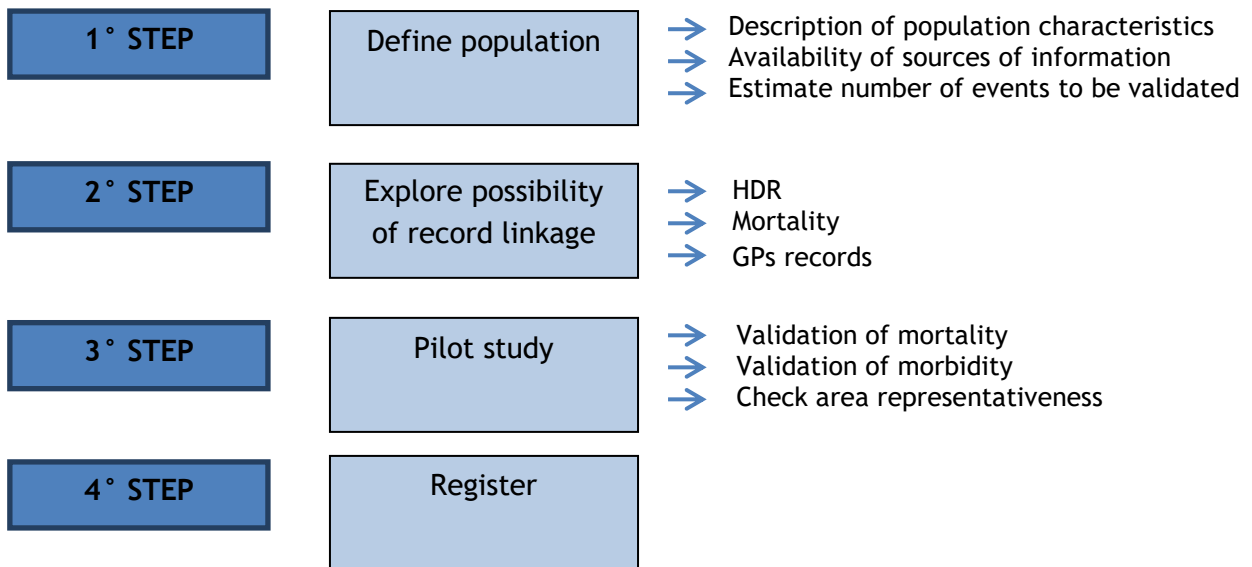 1° STEP
Define population
Description of population characteristics
Availability of sources of information
Estimate number of events to be validated
2° STEP
Explore possibility
of record linkage
HDR
Mortality
GPs records
3° STEP
Pilot study
Validation of mortality
Validation of morbidity
Check area representativeness
4° STEP
Register